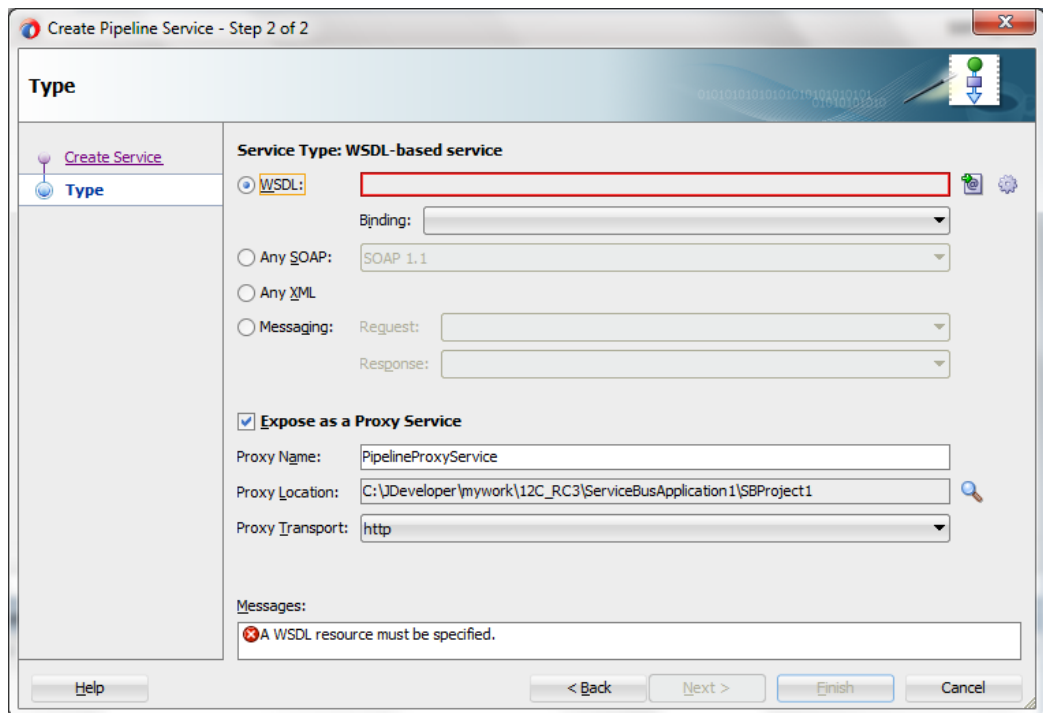 Create Pipeline Service - Step 2 of 2
Type
Create Service
Type
Service Type: WSDL-based service
WSDL:
Binding:
Any SOAP: SOAP 1.1
Any XML
Messaging: Request:
Response:
Expose as a Proxy Service
Proxy Name: PipelineProxyService
Proxy Location: C:\JDeveloper\mywork\12C_RC3\ServiceBusApplication1\SBProject1
Proxy Transport: http
Messages:
A WSDL resource must be specified.
Help < Back Next > Finish Cancel